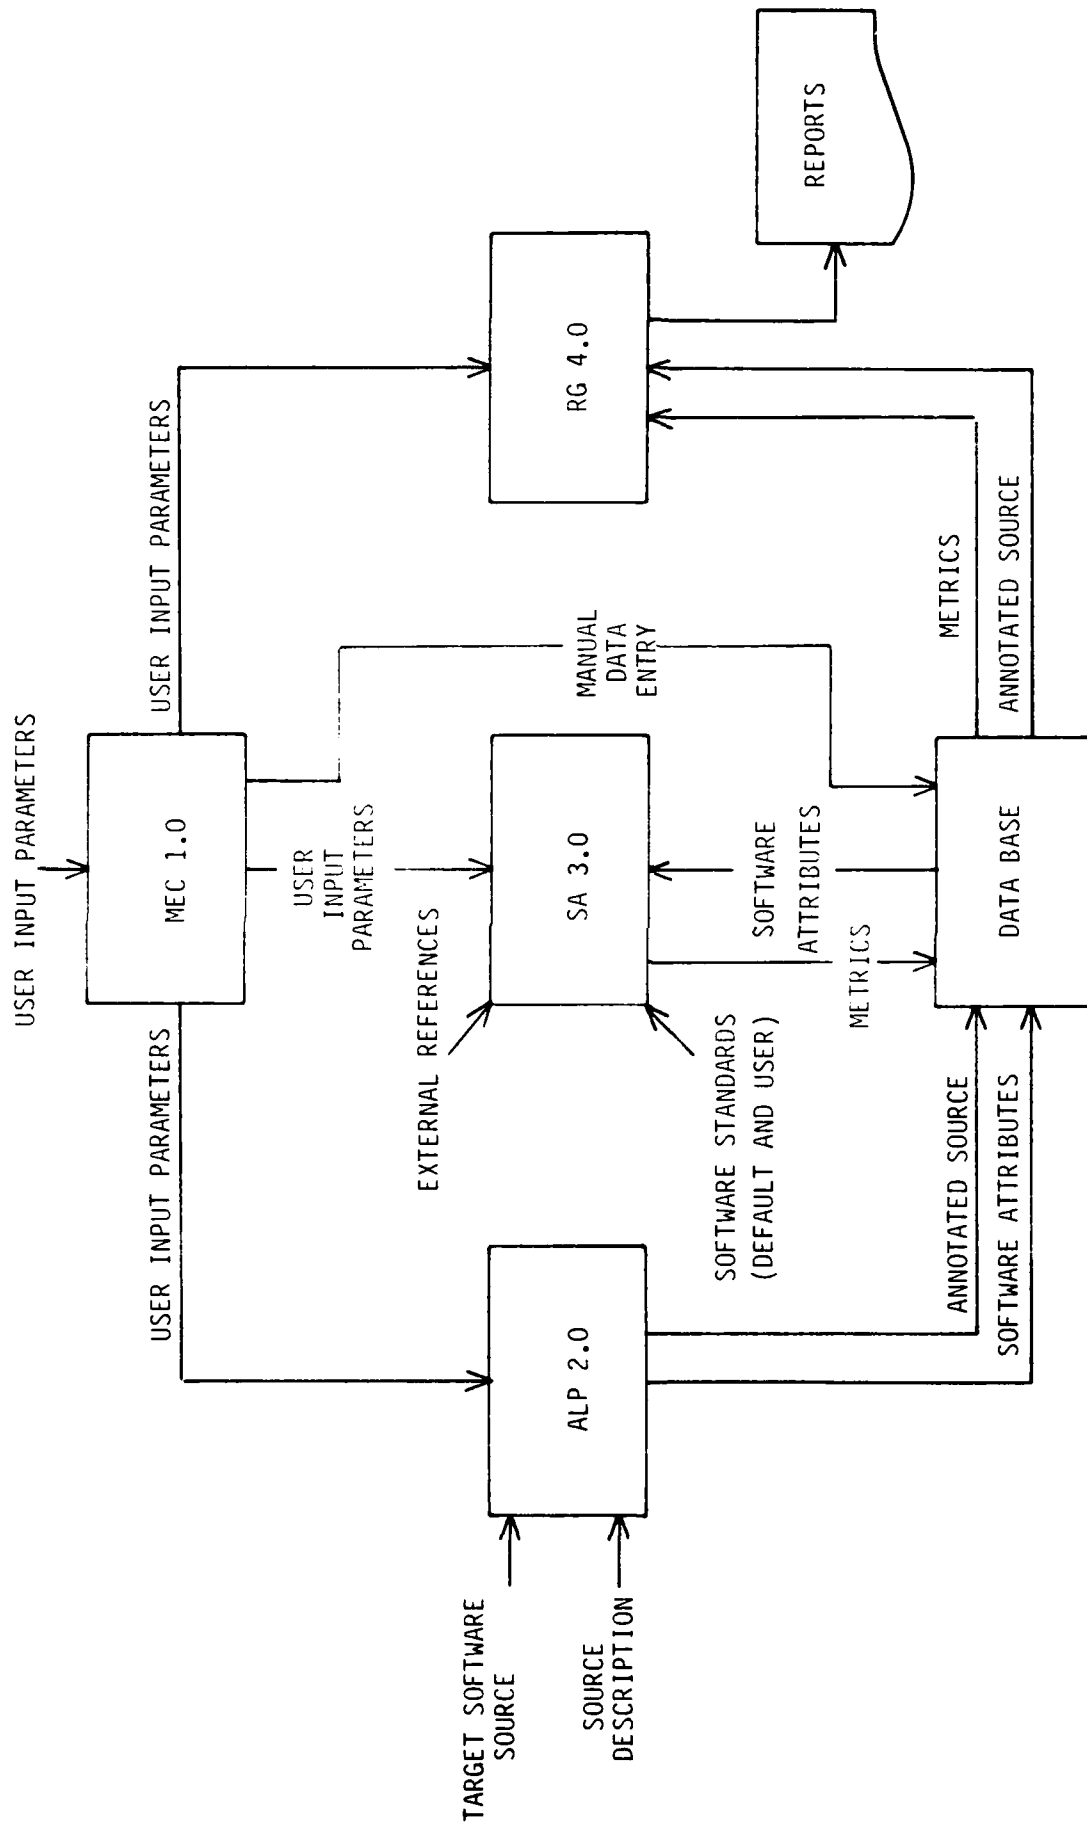 USER INPUT PARAMETERS
MEC 1.0
USER INPUT PARAMETERS
USER INPUT PARAMETERS
USER
INPUT
PARAMETERS
MANUAL
DATA
ENTRY
EXTERNAL REFERENCES
TARGET SOFTWARE
SOURCE
SOURCE
DESCRIPTION
ALP 2.0
SA 3.0
RG 4.0
SOFTWARE STANDARDS
(DEFAULT AND USER)
SOFTWARE
ATTRIBUTES
METRICS
REPORTS
ANNOTATED SOURCE
SOFTWARE ATTRIBUTES
METRICS
ANNOTATED SOURCE
DATA BASE